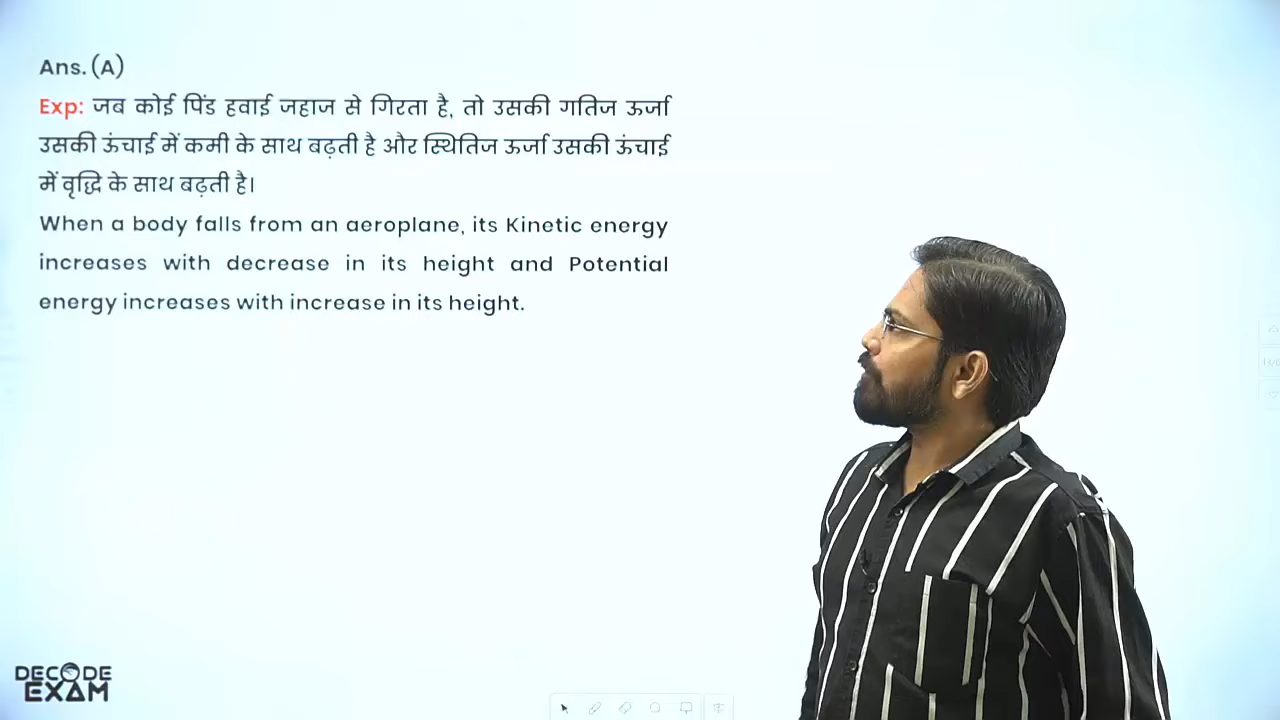 Ans. (A)
Exp: जब कोई पिंड हवाई जहाज से गिरता है, तो उसकी गतिज ऊर्जा
उसकी ऊंचाई में कमी के साथ बढ़ती है और स्थितिज ऊर्जा उसकी ऊंचाई
में वृद्धि के साथ बढ़ती है।
When a body falls from an aeroplane, its Kinetic energy
increases with decrease in its height and Potential
energy increases with increase in its height.
DECODE
EXAM